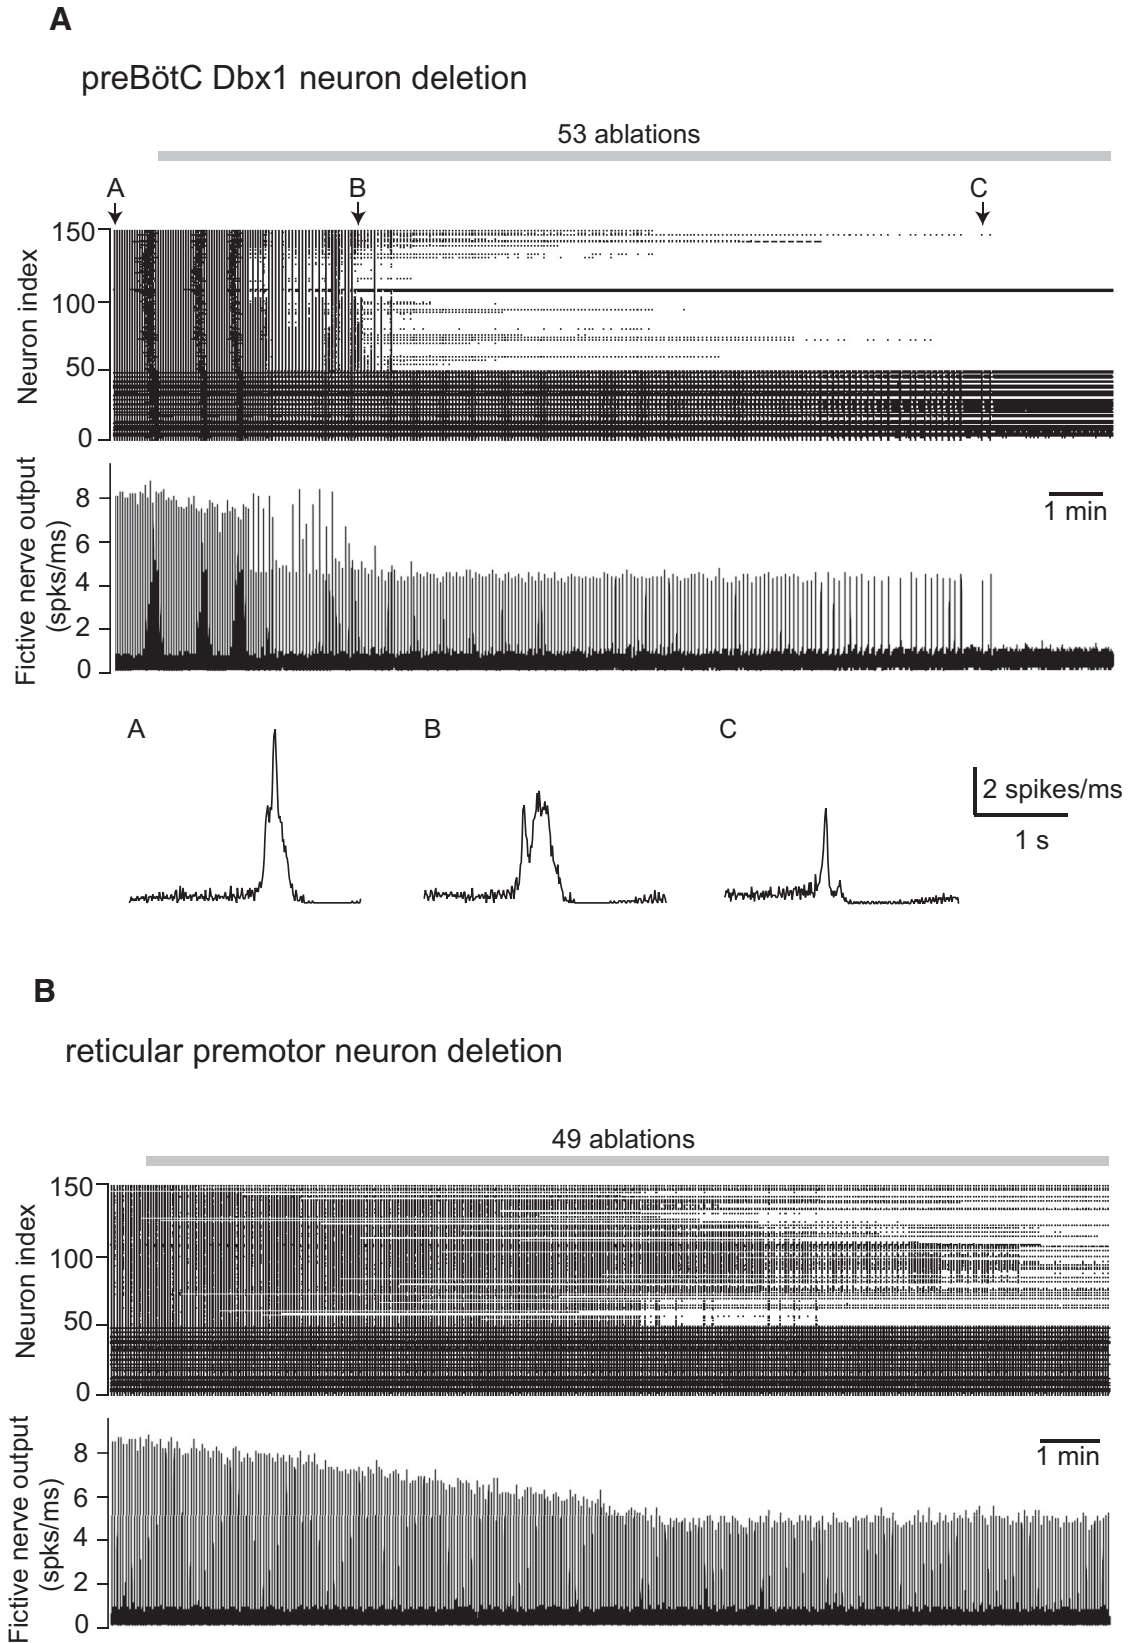 A
preBötC Dbx1 neuron deletion
53 ablations
A B C
Neuron index
150
100
50
0
Fictive nerve output
(spks/ms)
8
6
4
2
0
1 min
A B C
2 spikes/ms
1 s
B
reticular premotor neuron deletion
49 ablations
Neuron index
150
100
50
0
Fictive nerve output
(spks/ms)
8
6
4
2
0
1 min